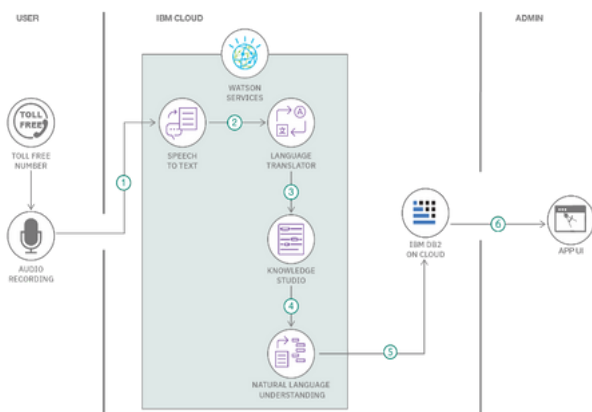 USER
IBM CLOUD
ADMIN
WATSON
SERVICES
TOLL
FREE
TOLL FREE
NUMBER
SPEECH
TO TEXT
2
A
2
LANGUAGE
TRANSLATOR
1
3
AUDIO
RECORDING
KNOWLEDGE
STUDIO
IBM DB2
ON CLOUD
6
APP UI
4
5
NATURAL LANGUAGE
UNDERSTANDING